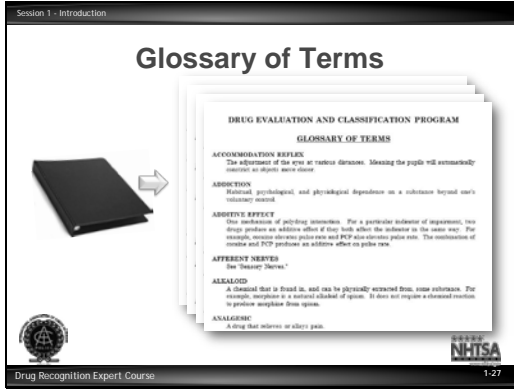 Session 1 - Introduction
Glossary of Terms
DRUG EVALUATION AND CLASSIFICATION PROGRAM
GLOSSARY OF TERMS
ACCOMMODATION REFLEX
The adjustment of the eyes at various distances. Meaning the pupils will automatically
constrict as objects move closer.
ADDICTION
Habitual, psychological, and physiological dependence on a substance beyond one's
voluntary control.
ADDITIVE EFFECT
One mechanism of polydrug interaction. For a particular indicator of impairment, two
drugs produce an additive effect if they both affect the indicator in the same way. For
example, cocaine elevates pulse rate and PCP also elevates pulse rate. The combination of
cocaine and PCP produces an additive effect on pulse rate.
AFFERENT NERVES
See "Sensory Nerves."
ALKALOID
A chemical that is found in, and can be physically extracted from, some substance. For
example, morphine is a natural alkaloid of opium. It does not require a chemical reaction
to produce morphine from opium.
ANALGESIC
A drug that relieves or allays pain.
NHTSA
Drug Recognition Expert Course
1-27